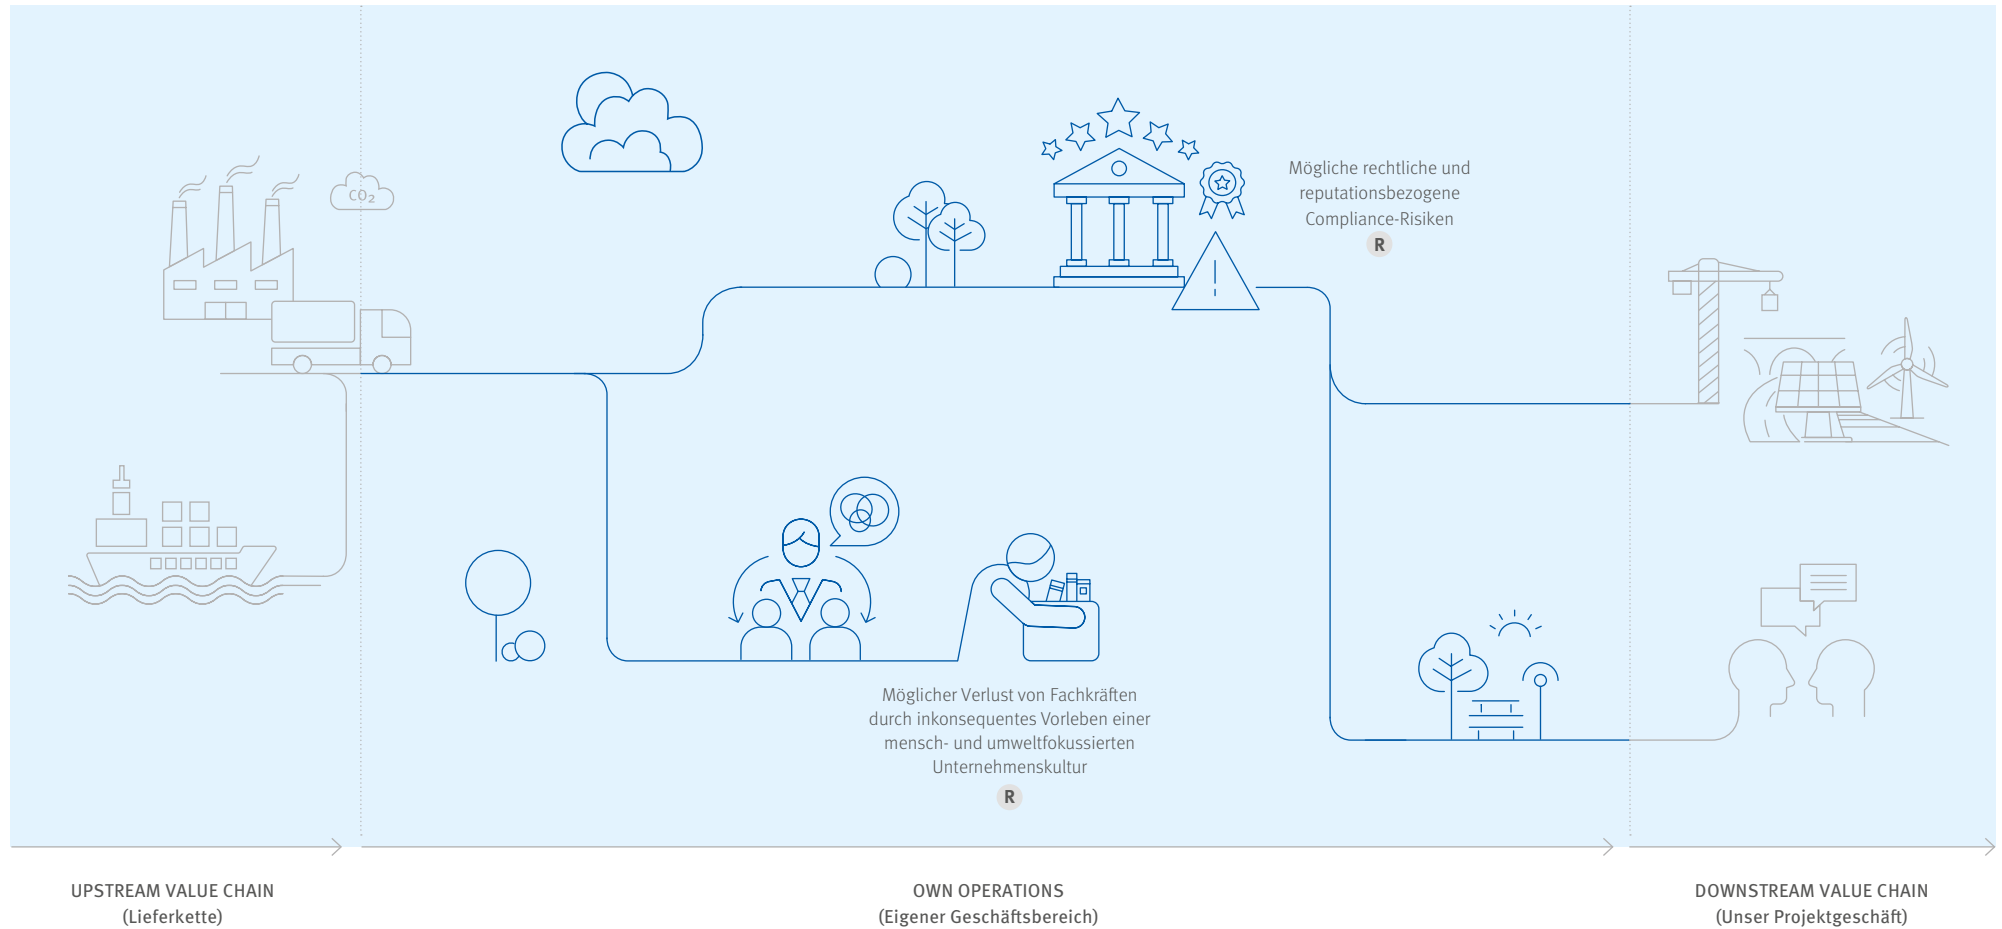 CO₂
Mögliche rechtliche und
reputationsbezogene
Compliance-Risiken
R
Möglicher Verlust von Fachkräften
durch inkonsequentes Vorleben einer
mensch- und umweltfokussierten
Unternehmenskultur
R
UPSTREAM VALUE CHAIN
(Lieferkette)
OWN OPERATIONS
(Eigener Geschäftsbereich)
DOWNSTREAM VALUE CHAIN
(Unser Projektgeschäft)